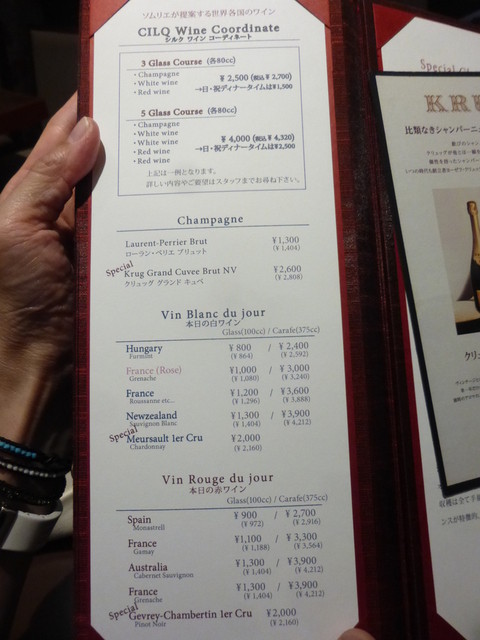 ソムリエが提案する世界各国のワイン
CILQ Wine Coordinate
シルク ワイン コーディネート
3 Glass Course (各80cc)
・Champagne
・White wine
・Red wine
¥ 2,500 (税込 ¥ 2,700)
→日・祝ディナータイムは¥1,500
5 Glass Course (各80cc)
・Champagne
・White wine
・White wine
・Red wine
・Red wine
¥ 4,000 (税込 ¥ 4,320)
→日・祝ディナータイムは¥2,500
上記は一例となります。
詳しい内容やご要望はスタッフまでお尋ね下さい。
Champagne
Laurent-Perrier Brut ¥1,300
ローラン・ペリエ ブリュット (¥ 1,404)
Special
Krug Grand Cuvee Brut NV ¥2,600
クリュッグ グランド キュベ (¥ 2,808)
Vin Blanc du jour
本日の白ワイン
Glass(100cc) / Carafe(375cc)
Hungary ¥ 800 / ¥ 2,400
Furmint (¥ 864) (¥ 2,592)
France (Rose) ¥1,000 / ¥ 3,000
Grenache (¥ 1,080) (¥ 3,240)
France ¥1,200 / ¥ 3,600
Roussanne etc... (¥ 1,296) (¥ 3,888)
Newzealand ¥1,300 / ¥3,900
Sauvignon Blanc (¥ 1,404) (¥ 4,212)
Special
Meursault 1er Cru ¥2,000
Chardonnay (¥ 2,160)
Vin Rouge du jour
本日の赤ワイン
Glass(100cc) / Carafe(375cc)
Spain ¥ 900 / ¥ 2,700
Monastrell (¥ 972) (¥ 2,916)
France ¥1,100 / ¥ 3,300
Gamay (¥ 1,188) (¥ 3,564)
Australia ¥1,300 / ¥3,900
Cabernet Sauvignon (¥ 1,404) (¥ 4,212)
France ¥1,300 / ¥3,900
Grenache (¥ 1,404) (¥ 4,212)
Special
Gevrey-Chambertin 1er Cru ¥2,000
Pinot Noir (¥ 2,160)
Special
KR
比類なきシャンパーニュ
クリュ